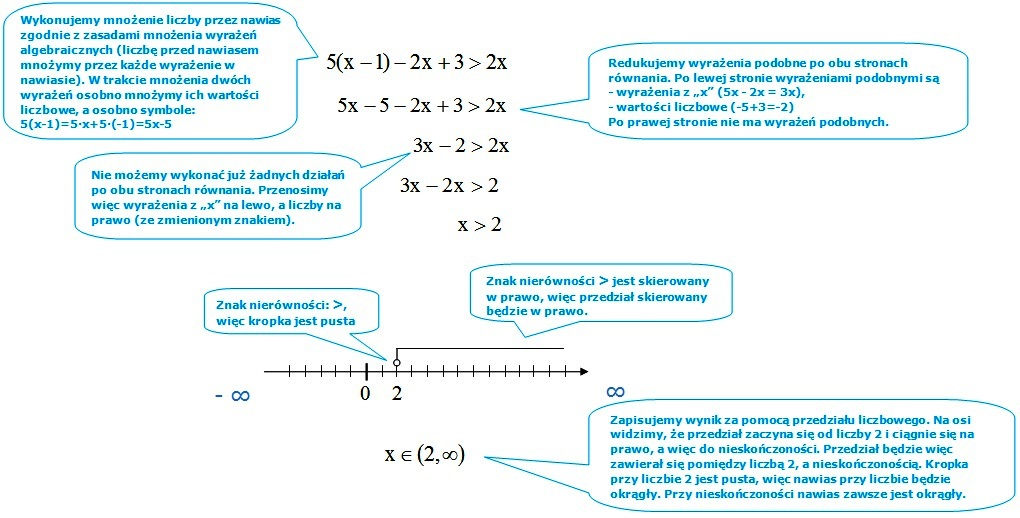 Wykonujemy mnożenie liczby przez nawias
zgodnie z zasadami mnożenia wyrażeń
algebraicznych (liczbę przed nawiasem
mnożymy przez każde wyrażenie w
nawiasie). W trakcie mnożenia dwóch
wyrażeń osobno mnożymy ich wartości
liczbowe, a osobno symbole:
5(x-1)=5·x+5·(-1)=5x-5
5(x − 1) − 2x + 3 > 2x
5x − 5 − 2x + 3 > 2x
Redukujemy wyrażenia podobne po obu stronach
równania. Po lewej stronie wyrażeniami podobnymi są
- wyrażenia z „x” (5x - 2x = 3x),
- wartości liczbowe (-5+3=-2)
Po prawej stronie nie ma wyrażeń podobnych.
3x − 2 > 2x
Nie możemy wykonać już żadnych działań
po obu stronach równania. Przenosimy
więc wyrażenia z „x” na lewo, a liczby na
prawo (ze zmienionym znakiem).
3x − 2x > 2
x > 2
Znak nierówności: >,
więc kropka jest pusta
Znak nierówności > jest skierowany
w prawo, więc przedział skierowany
będzie w prawo.
- ∞ 0 2 ∞
x ∈ (2,∞)
Zapisujemy wynik za pomocą przedziału liczbowego. Na osi
widzimy, że przedział zaczyna się od liczby 2 i ciągnie się na
prawo, a więc do nieskończoności. Przedział będzie więc
zawierał się pomiędzy liczbą 2, a nieskończonością. Kropka
przy liczbie 2 jest pusta, więc nawias przy liczbie będzie
okrągły. Przy nieskończoności nawias zawsze jest okrągły.